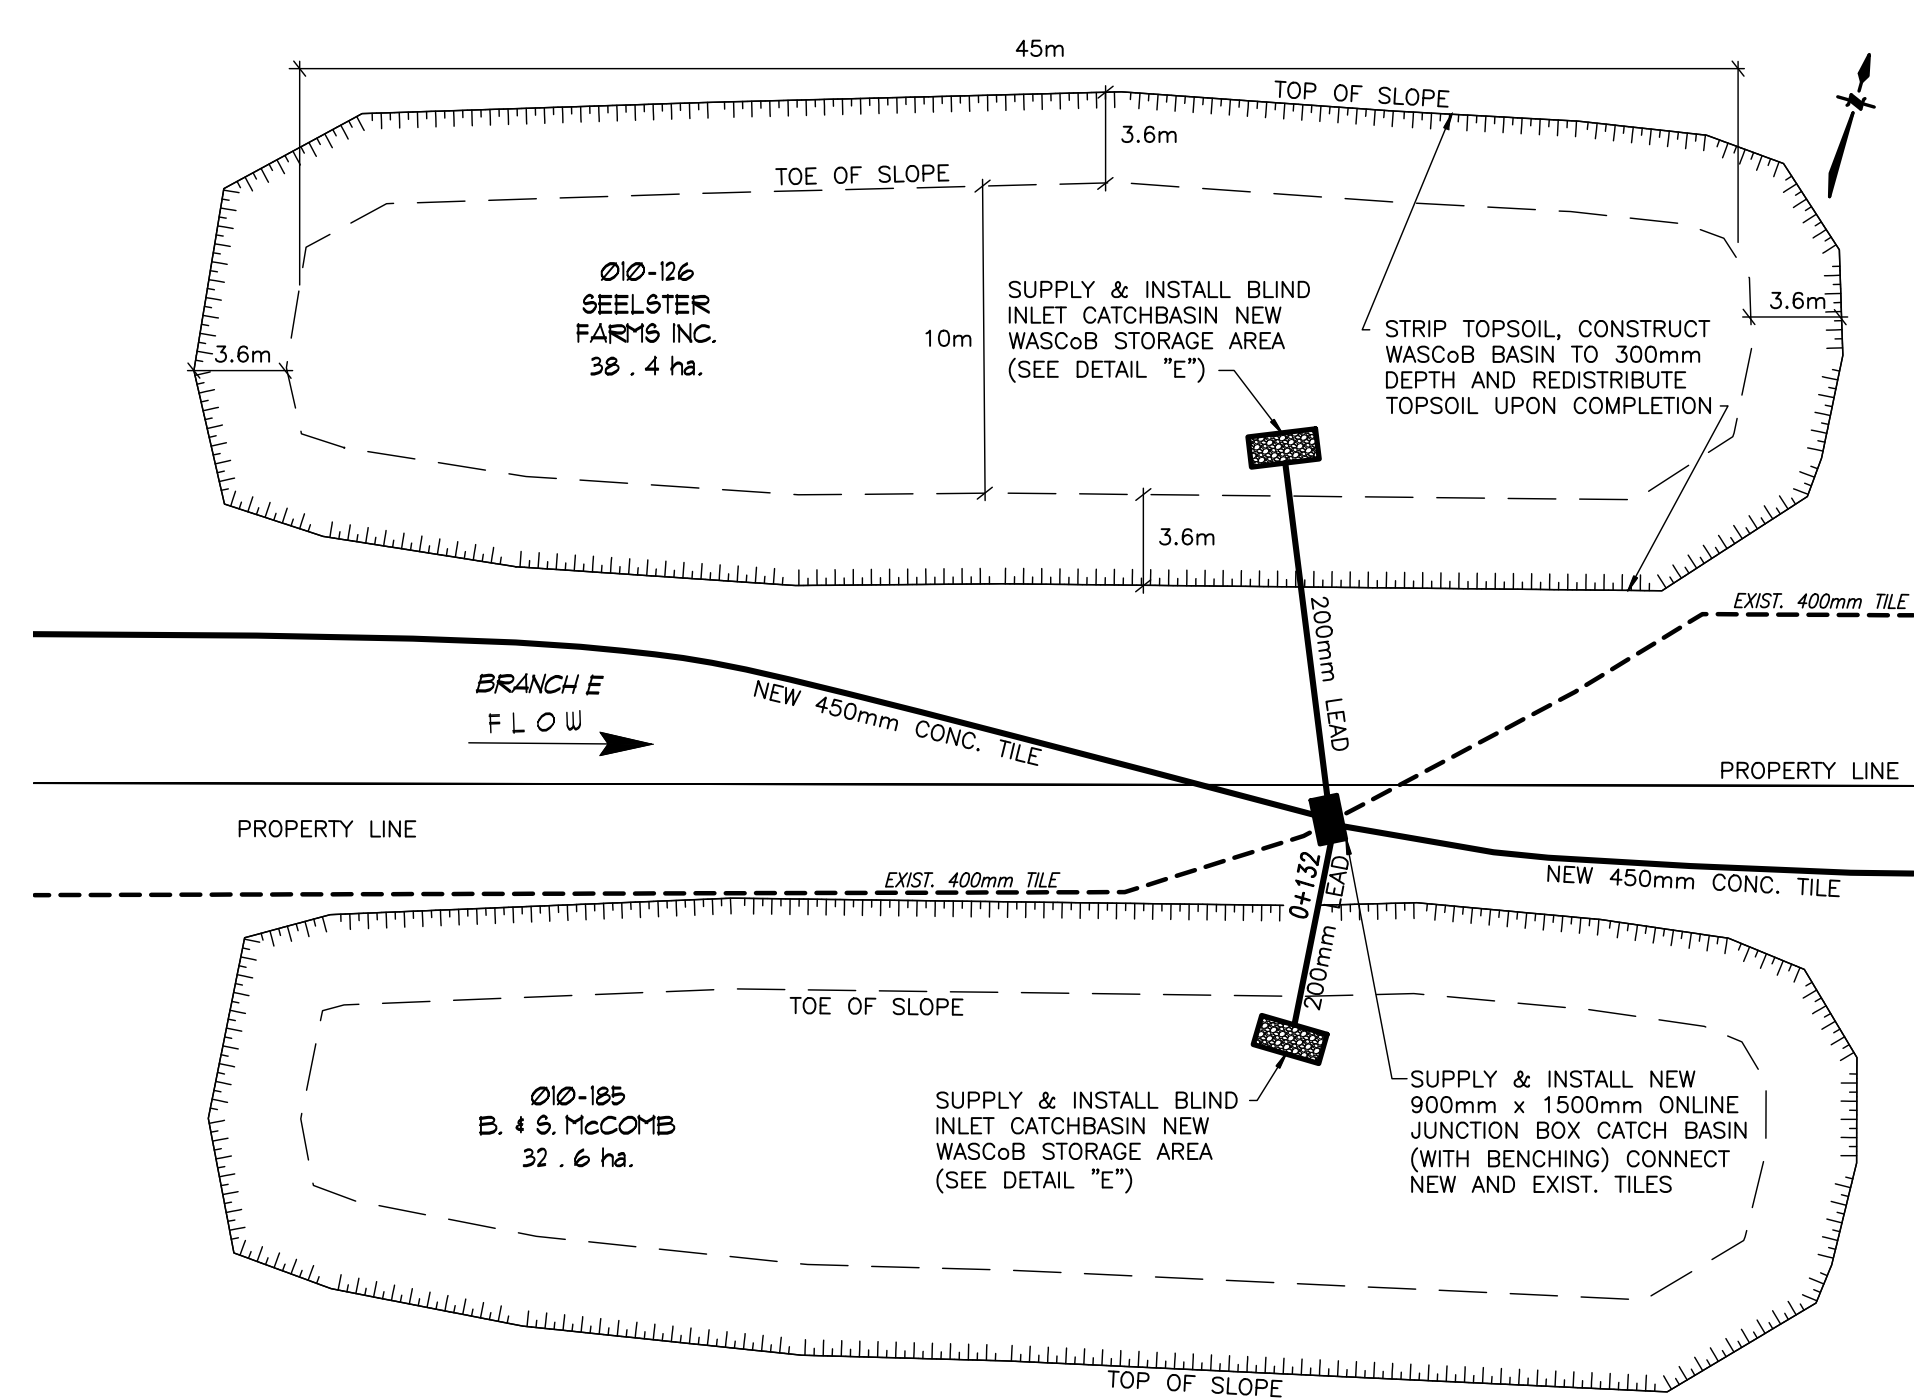 45m
TOP OF SLOPE
N
3.6m
TOE OF SLOPE
Ø1Ø-126
SEELSTER
FARMS INC.
38 . 4 ha.
3.6m
10m
SUPPLY & INSTALL BLIND
INLET CATCHBASIN NEW
WASCoB STORAGE AREA
(SEE DETAIL "E")
3.6m
STRIP TOPSOIL, CONSTRUCT
WASCoB BASIN TO 300mm
DEPTH AND REDISTRIBUTE
TOPSOIL UPON COMPLETION
3.6m
EXIST. 400mm TILE
200mm LEAD
BRANCH E
FLOW
NEW 450mm CONC. TILE
PROPERTY LINE
PROPERTY LINE
EXIST. 400mm TILE
0+132
200mm LEAD
NEW 450mm CONC. TILE
TOE OF SLOPE
Ø1Ø-185
B. & S. McCOMB
32 . 6 ha.
SUPPLY & INSTALL BLIND
INLET CATCHBASIN NEW
WASCoB STORAGE AREA
(SEE DETAIL "E")
SUPPLY & INSTALL NEW
900mm x 1500mm ONLINE
JUNCTION BOX CATCH BASIN
(WITH BENCHING) CONNECT
NEW AND EXIST. TILES
TOP OF SLOPE